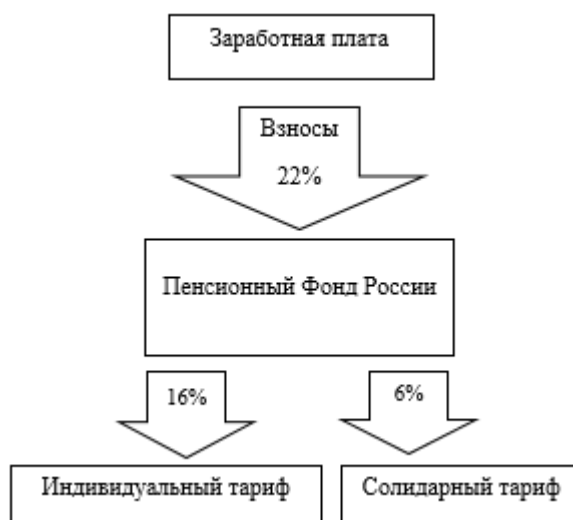 Заработная плата
Взносы
22%
Пенсионный Фонд России
16%
6%
Индивидуальный тариф
Солидарный тариф